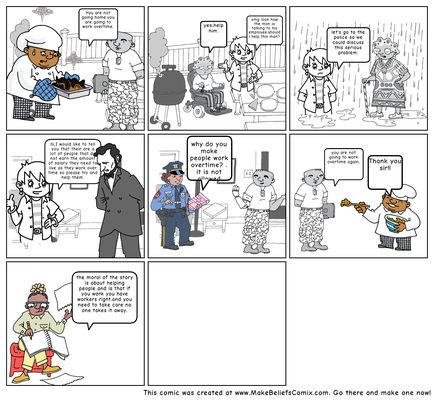 You are not
going home,you
are going to
work overtime.
yes,help
him.
omg look how
the man is
talking to his
employee,should i
help this man?
let's go to the
police so we could
discuss this
serious
problem.
hi,I would like to
tell you that their are a
lot of people that do
not earn the amount
of salary they need to
live as they work over
time so please try and
help them.
why do you
make
people work
overtime? .
it is not
allowed
you are not
going to work
overtime again.
Thank you
sir!!
the moral of the story
is about helping
people and is that if
you work you have
workers right.and you
need to take care no
one takes it away.
This comic was created at www.MakeBeliefsComix.com. Go there and make one now!